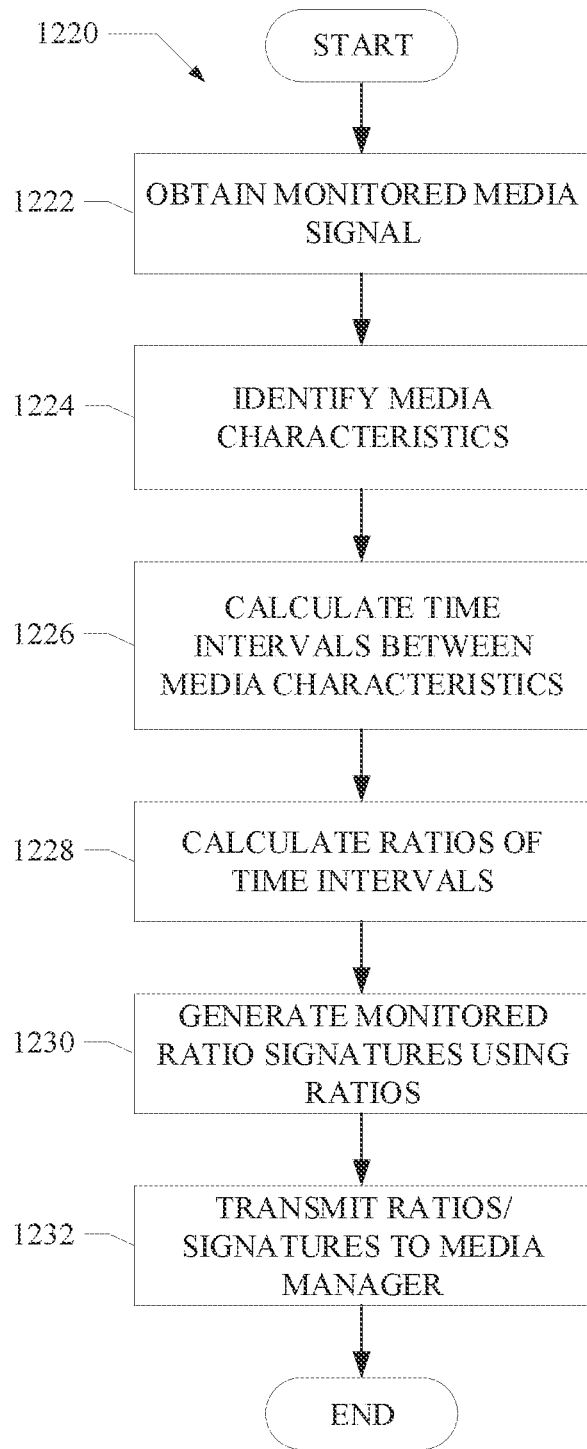 1220
START
1222
OBTAIN MONITORED MEDIA
SIGNAL
1224
IDENTIFY MEDIA
CHARACTERISTICS
1226
CALCULATE TIME
INTERVALS BETWEEN
MEDIA CHARACTERISTICS
1228
CALCULATE RATIOS OF
TIME INTERVALS
1230
GENERATE MONITORED
RATIO SIGNATURES USING
RATIOS
1232
TRANSMIT RATIOS/
SIGNATURES TO MEDIA
MANAGER
END